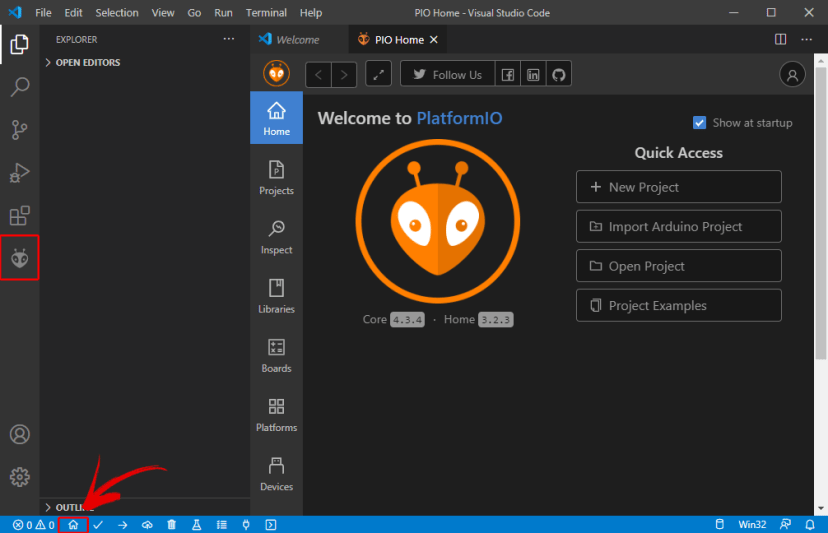 File Edit Selection View Go Run Terminal Help PIO Home - Visual Studio Code
EXPLORER
Welcome
PIO Home
OPEN EDITORS
Follow Us
Home
Welcome to PlatformIO
Show at startup
Quick Access
Projects
New Project
Import Arduino Project
Inspect
Open Project
Libraries
Project Examples
Core 4.3.4 · Home 3.2.3
Boards
Platforms
Devices
OUTLINE
0 0
Win32